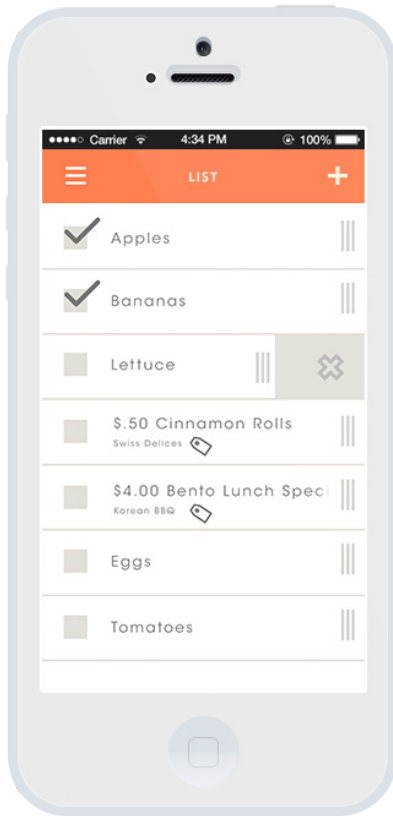 Carrier 4:34 PM 100%
LIST
Apples
Bananas
Lettuce
$.50 Cinnamon Rolls
Swiss Delices
$4.00 Bento Lunch Speci
Korean BBQ
Eggs
Tomatoes